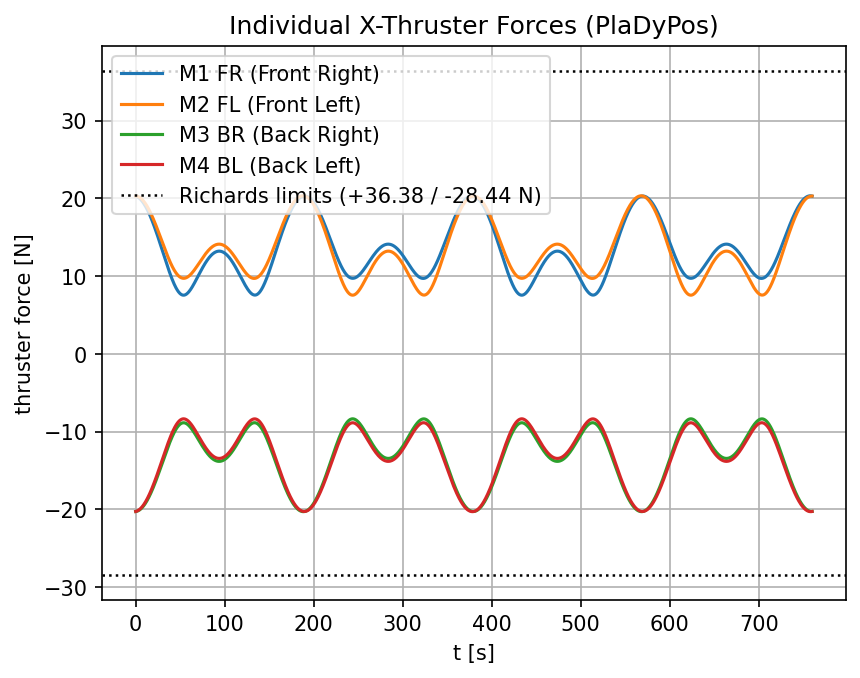 Individual X-Thruster Forces (PlaDyPos)
M1 FR (Front Right)
M2 FL (Front Left)
M3 BR (Back Right)
M4 BL (Back Left)
Richards limits (+36.38 / -28.44 N)
thruster force [N]
30
20
10
0
−10
−20
−30
0 100 200 300 400 500 600 700
t [s]